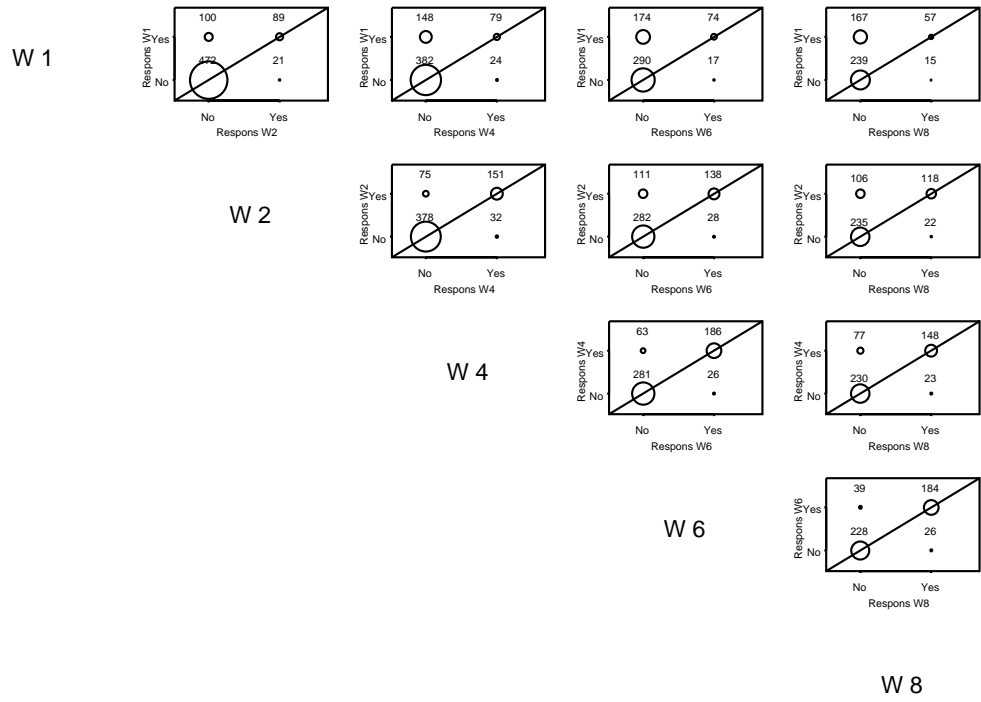 W 1
Respons W1
Yes
No
100 89
472 21
No Yes
Respons W2
Respons W1
Yes
No
148 79
382 24
No Yes
Respons W4
Respons W1
Yes
No
174 74
290 17
No Yes
Respons W6
Respons W1
Yes
No
167 57
239 15
No Yes
Respons W8
W 2
Respons W2
Yes
No
75 151
378 32
No Yes
Respons W4
Respons W2
Yes
No
111 138
282 28
No Yes
Respons W6
Respons W2
Yes
No
106 118
235 22
No Yes
Respons W8
W 4
Respons W4
Yes
No
63 186
281 26
No Yes
Respons W6
Respons W4
Yes
No
77 148
230 23
No Yes
Respons W8
W 6
Respons W6
Yes
No
39 184
228 26
No Yes
Respons W8
W 8